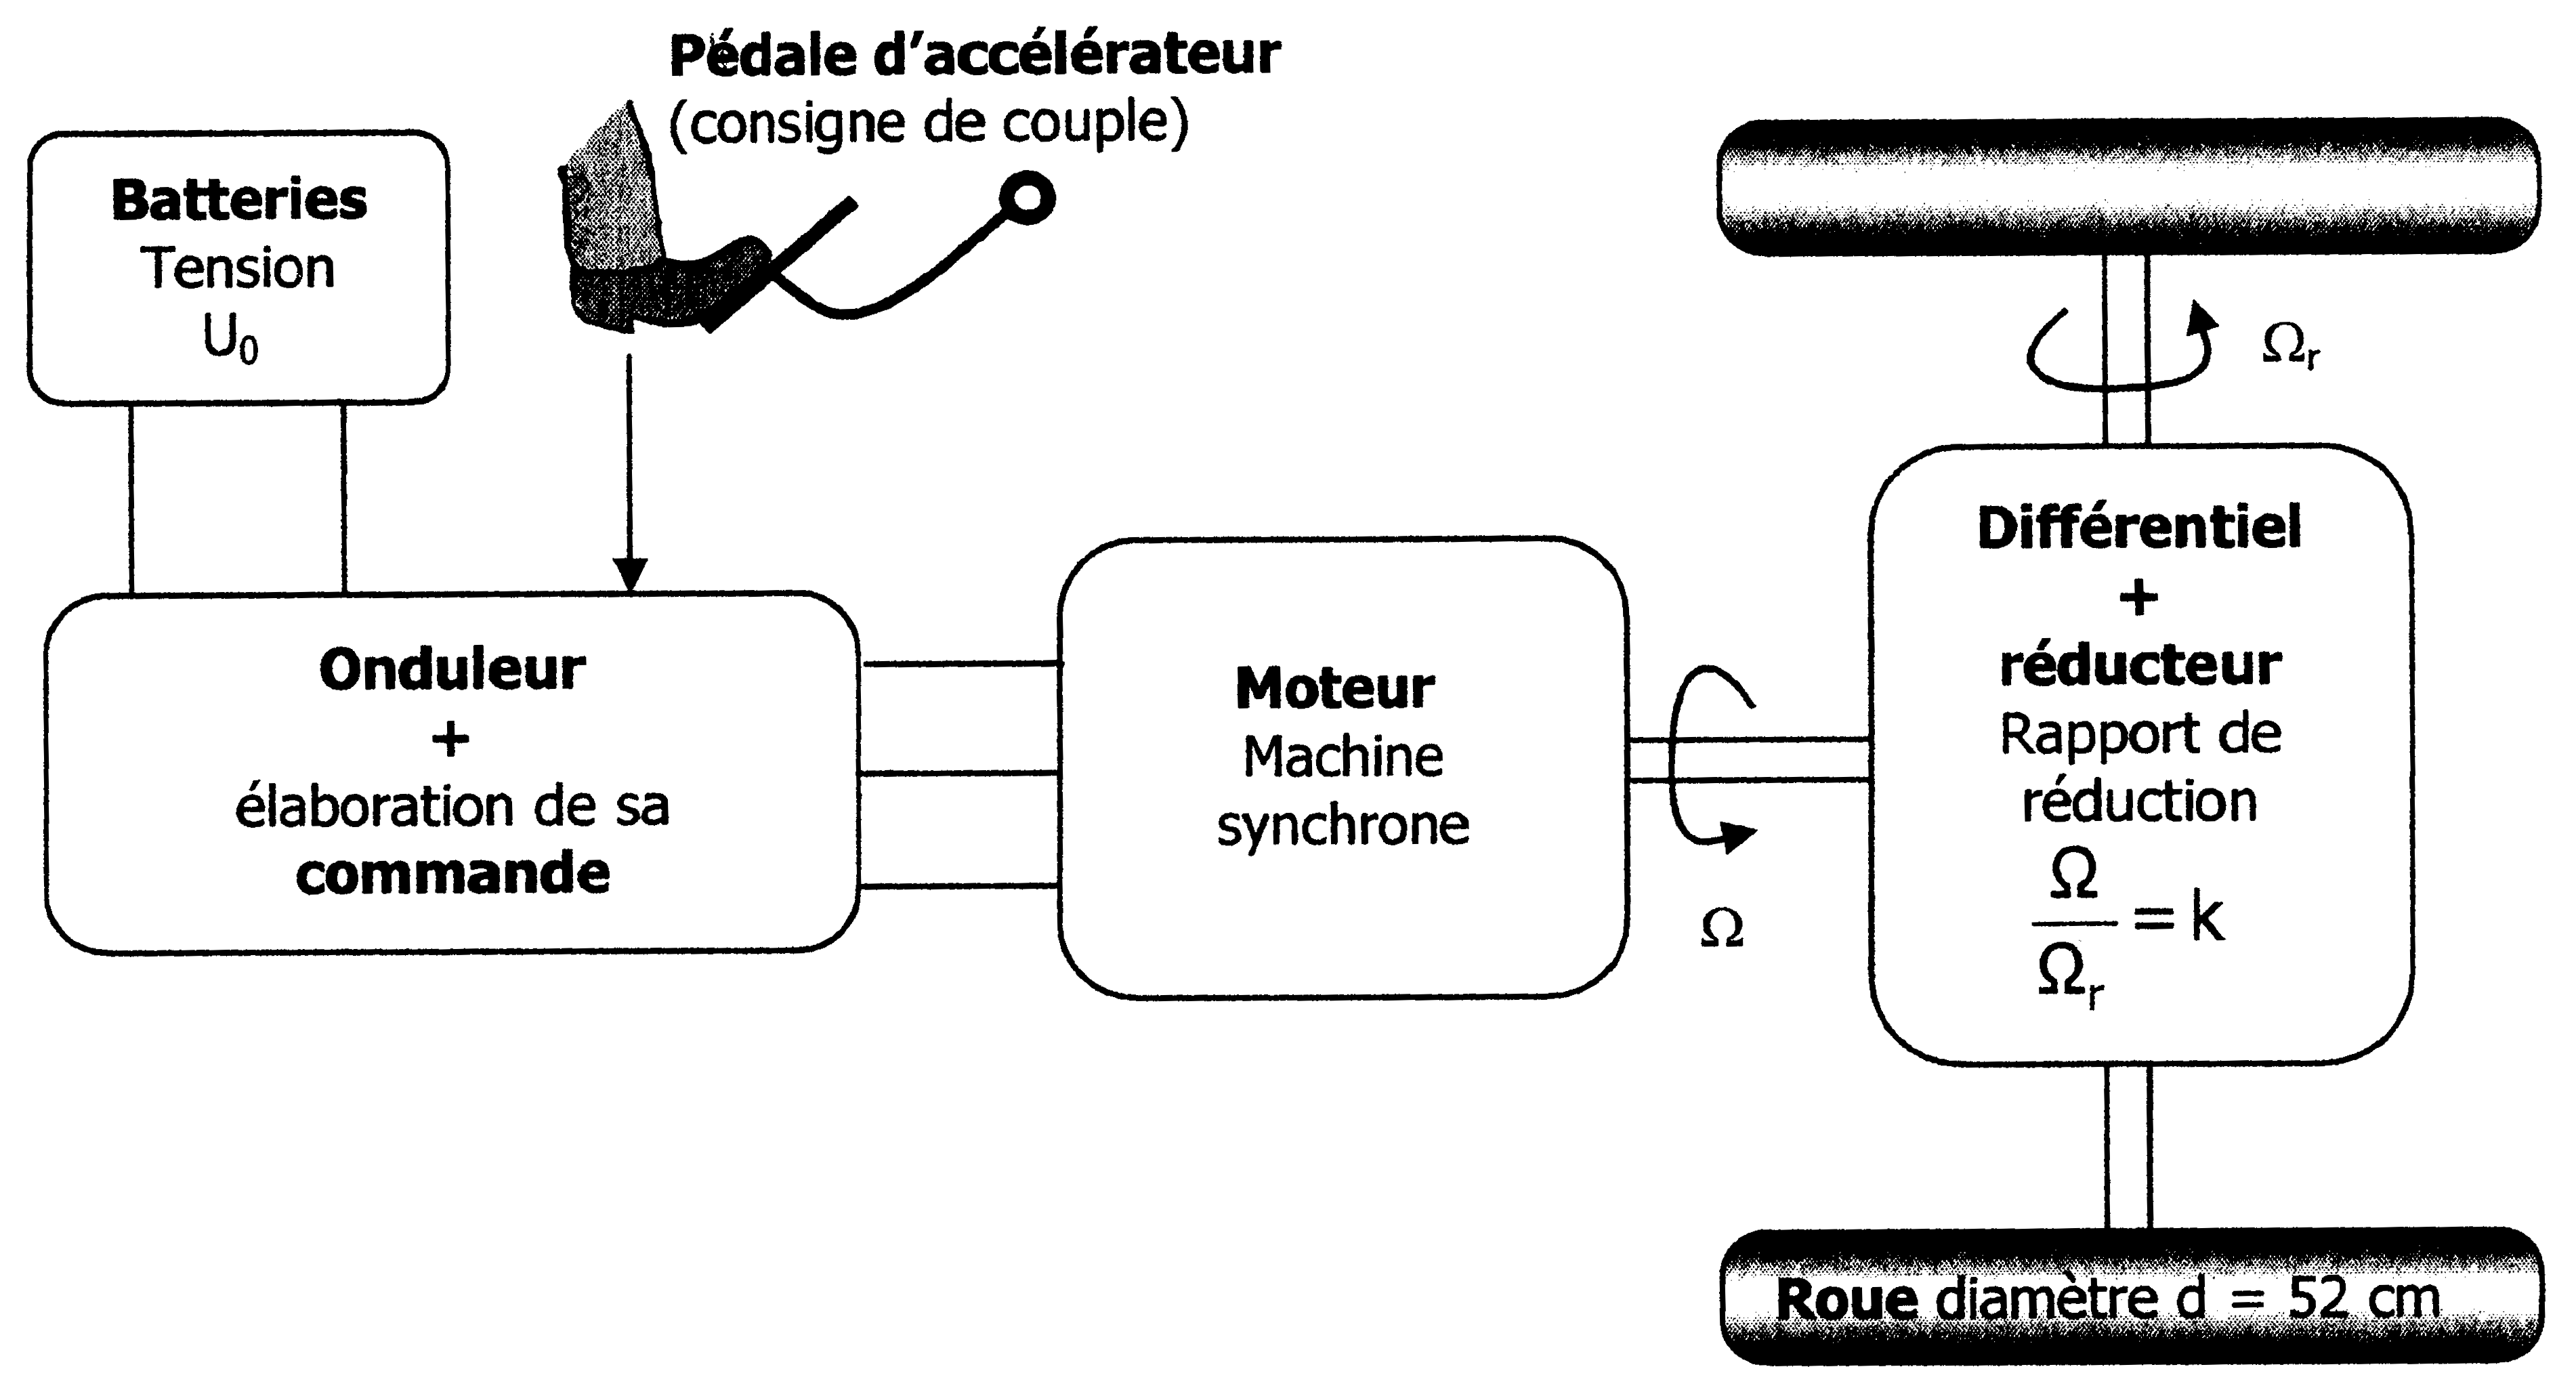 Pédale d'accélérateur
(consigne de couple)
Batteries
Tension
U₀
Ωᵣ
Onduleur
+
élaboration de sa
commande
Moteur
Machine
synchrone
Ω
Différentiel
+
réducteur
Rapport de
réduction
Ω/Ωᵣ = k
Roue diamètre d = 52 cm